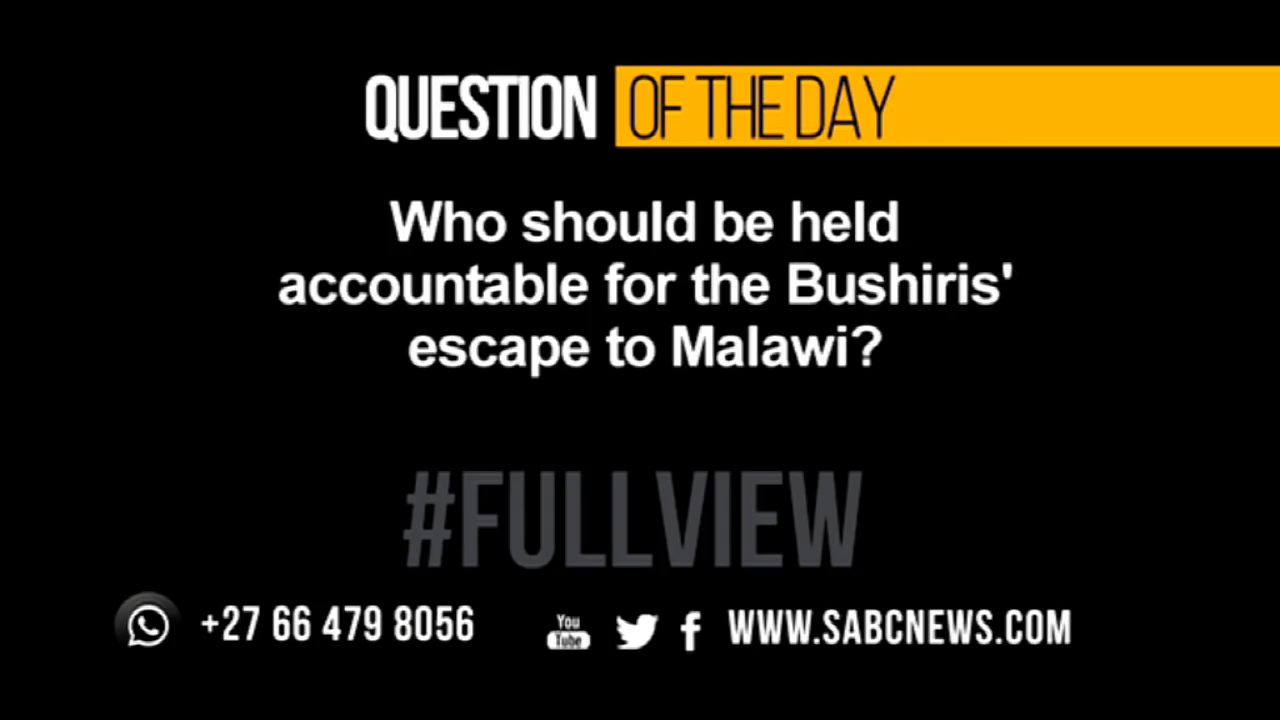 QUESTION OF THE DAY
Who should be held
accountable for the Bushiris'
escape to Malawi?
#FULLVIEW
+27 66 479 8056 You Tube WWW.SABCNEWS.COM